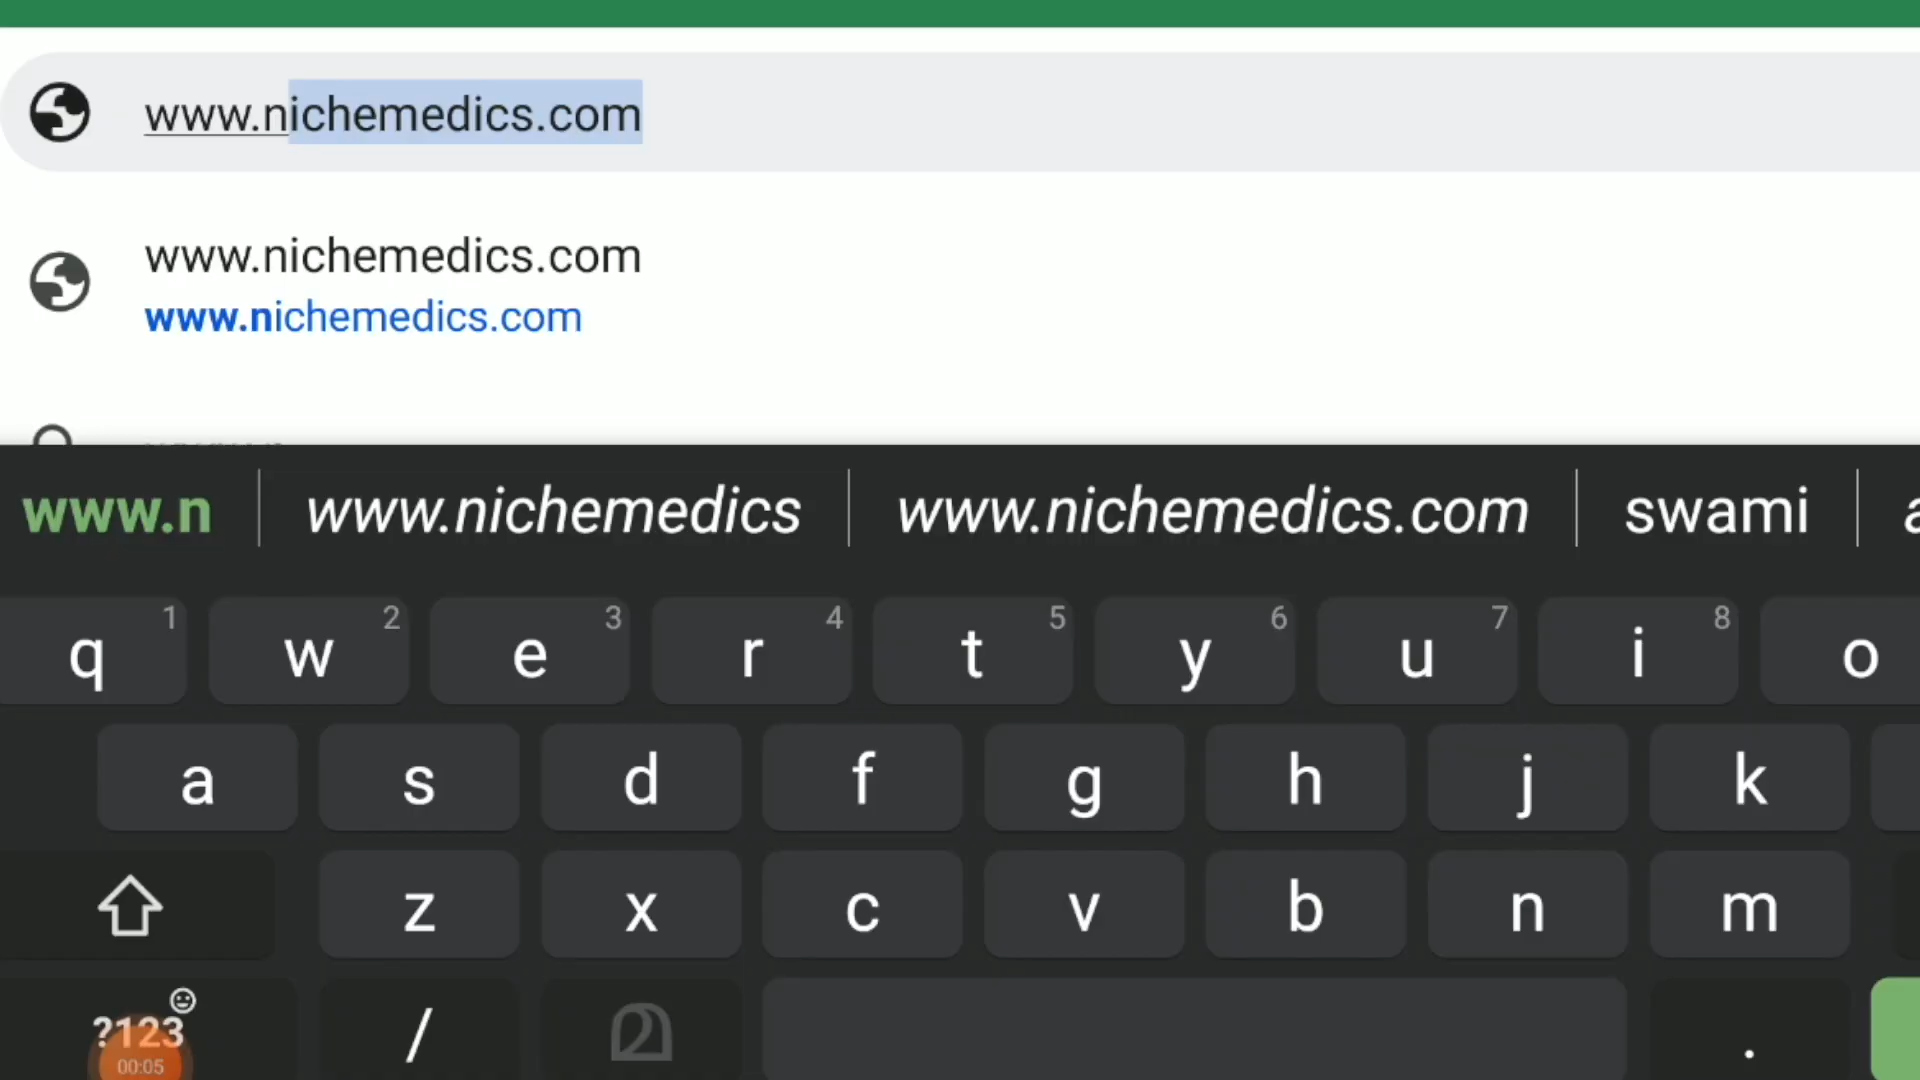 www.nichemedics.com
www.nichemedics.com
www.nichemedics.com
www.n www.nichemedics www.nichemedics.com swami a
q 1 w 2 e 3 r 4 t 5 y 6 u 7 i 8 o
a s d f g h j k
z x c v b n m
?123 / മ .
00:05